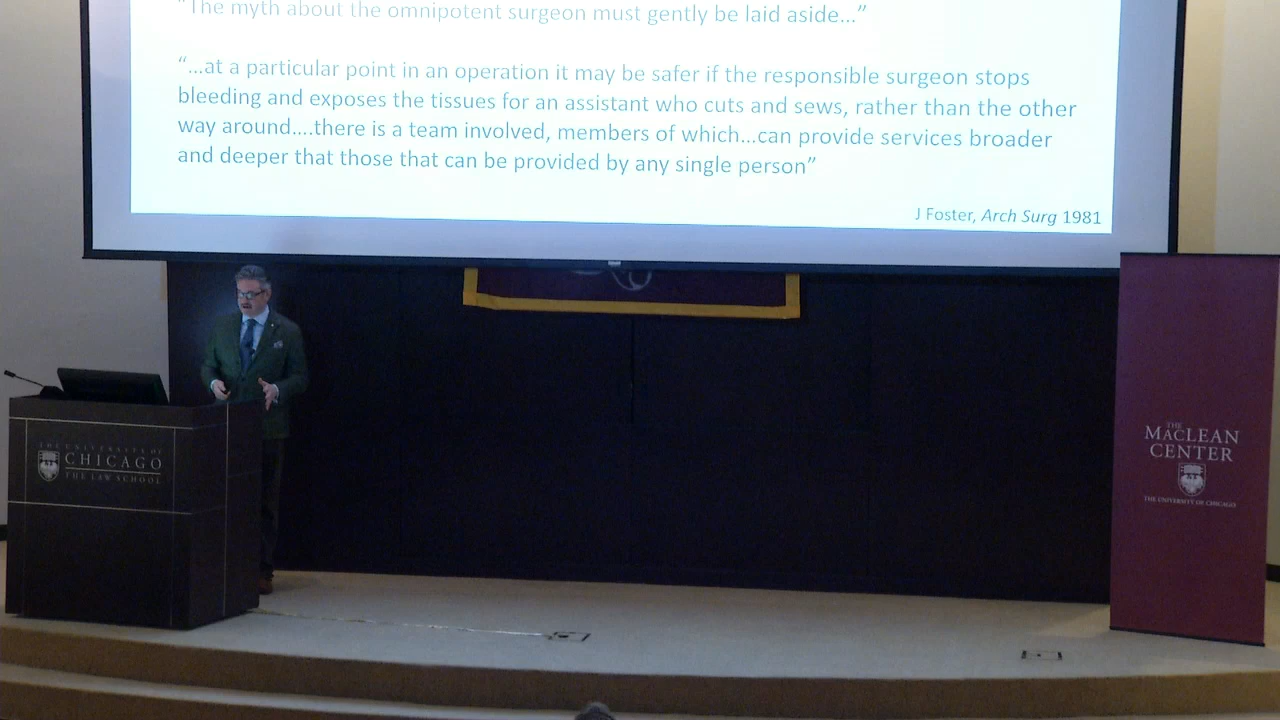 "The myth about the omnipotent surgeon must gently be laid aside..."
"...at a particular point in an operation it may be safer if the responsible surgeon stops
bleeding and exposes the tissues for an assistant who cuts and sews, rather than the other
way around....there is a team involved, members of which...can provide services broader
and deeper that those that can be provided by any single person"
J Foster, Arch Surg 1981
THE UNIVERSITY OF
CHICAGO
THE LAW SCHOOL
THE
MACLEAN
CENTER
THE UNIVERSITY OF CHICAGO